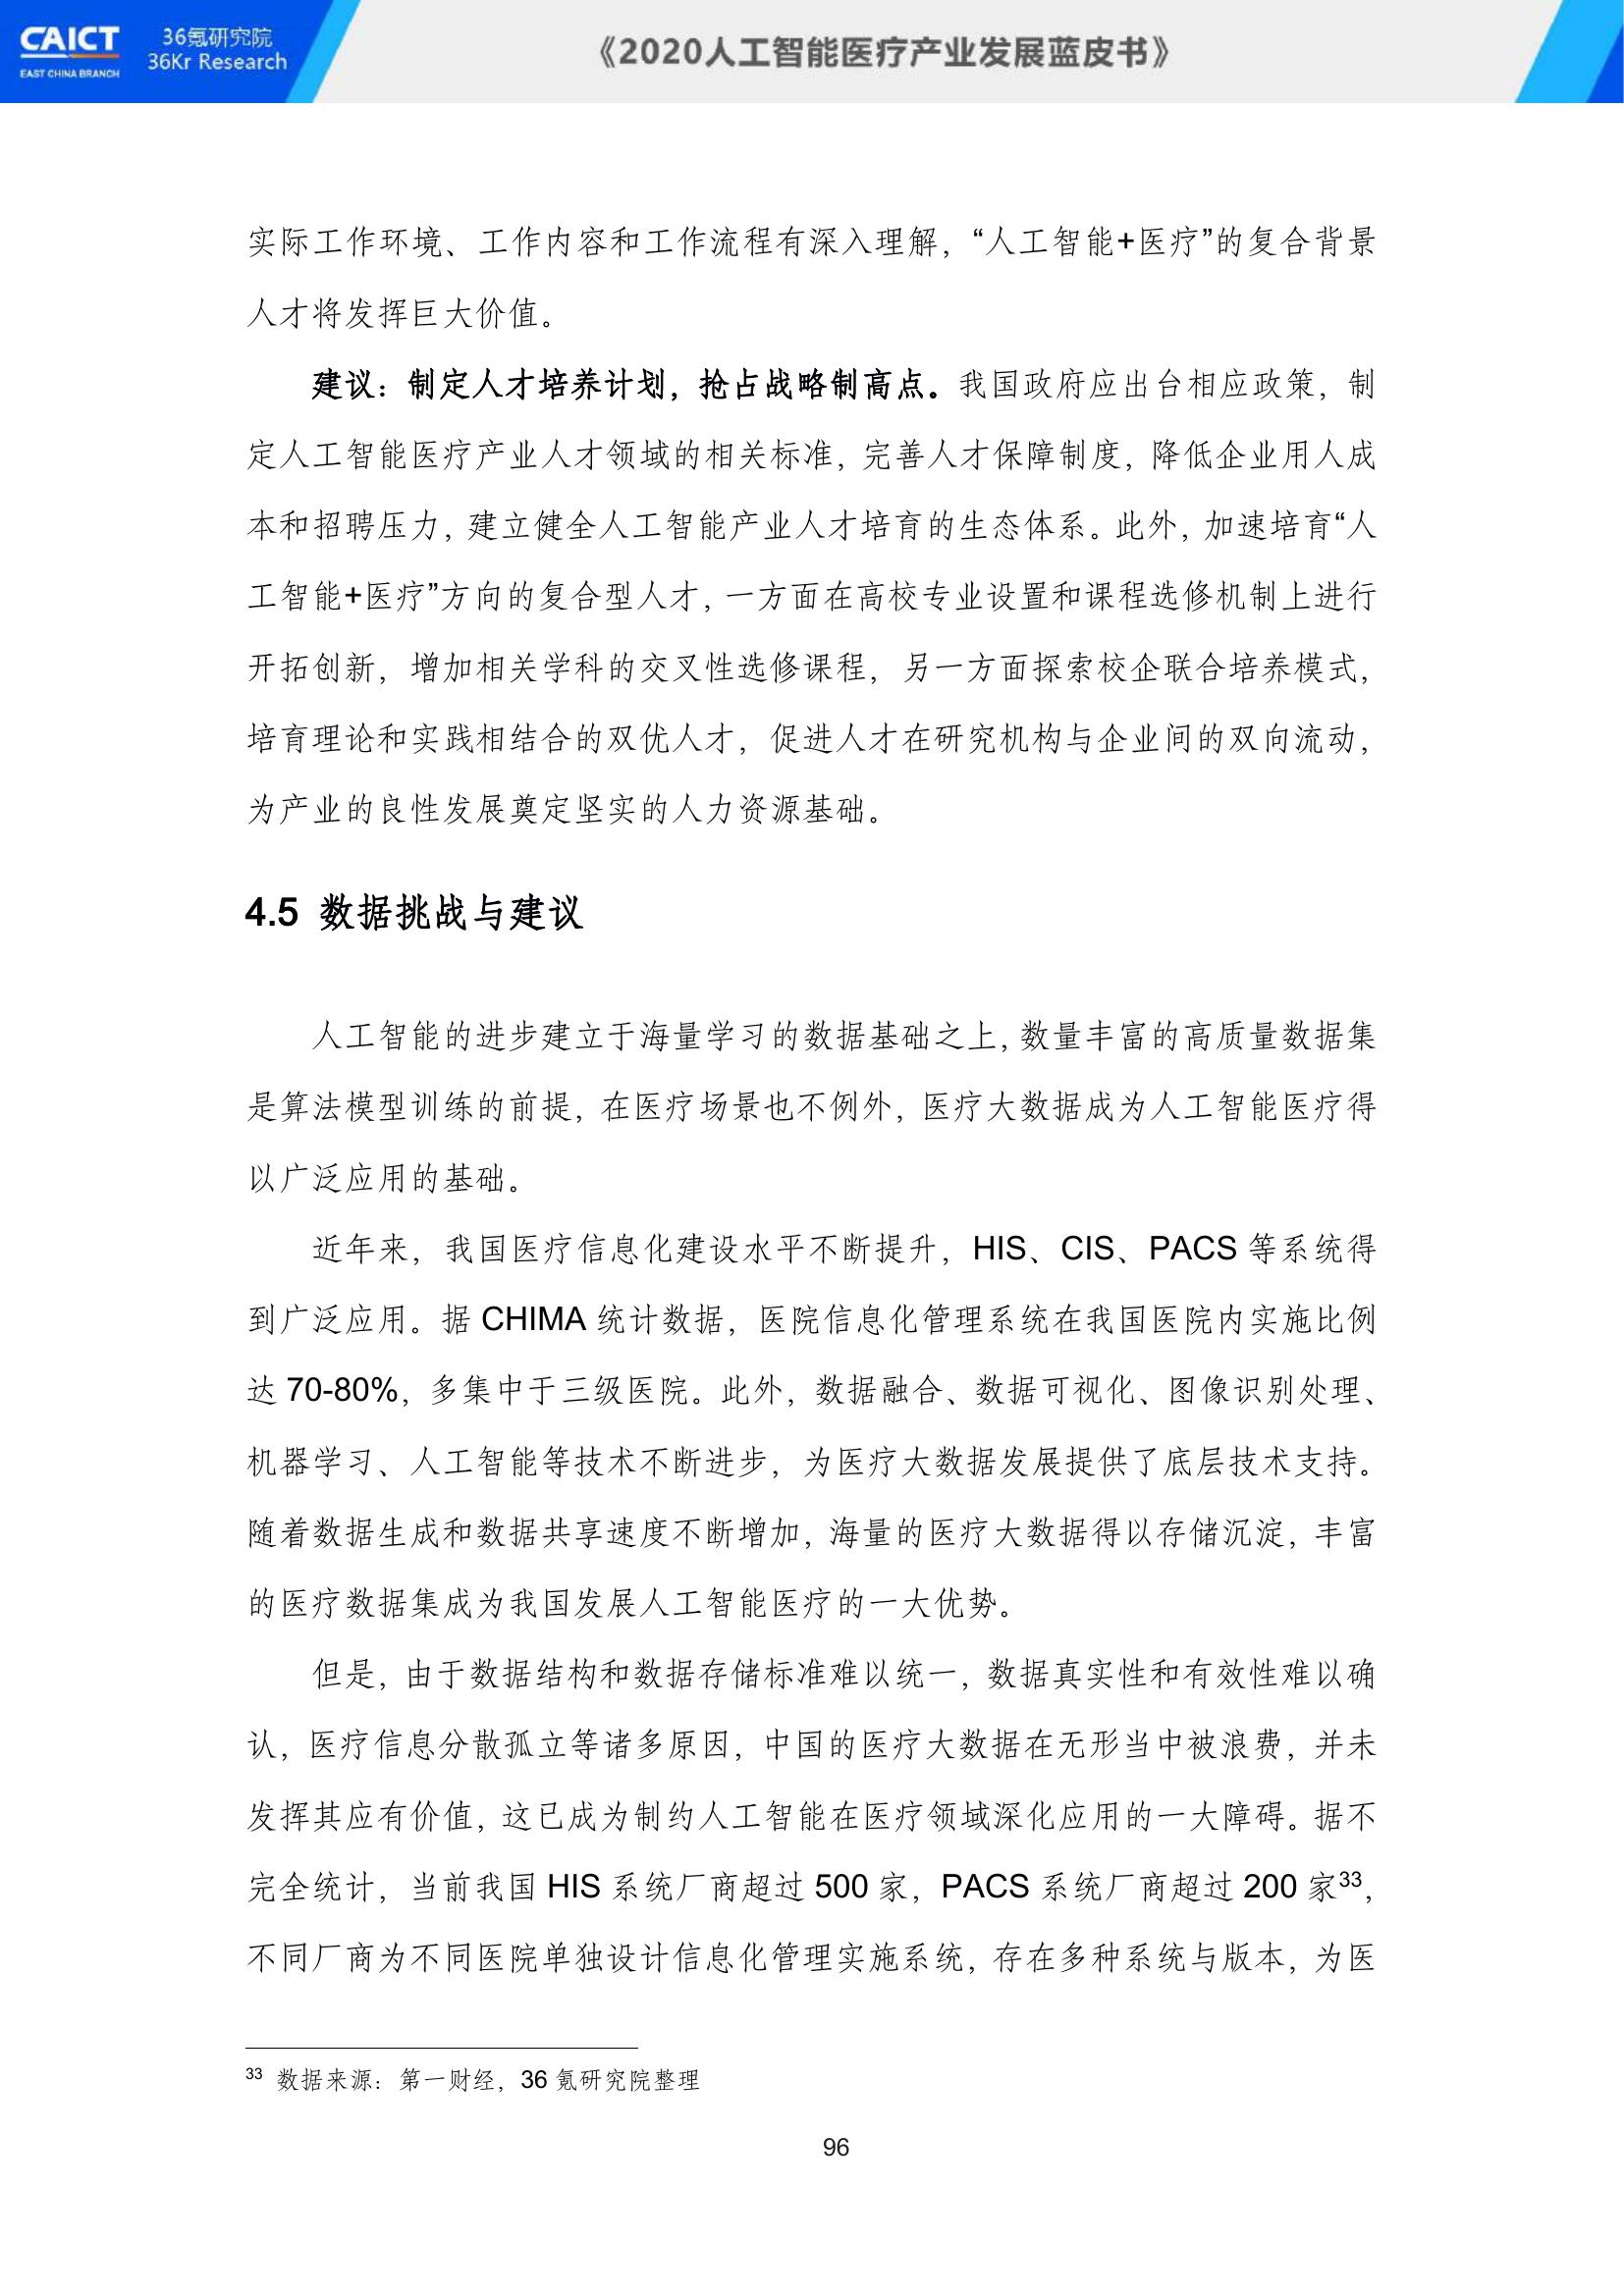 CAICT
EAST CHINA BRANCH
36氪研究院
36Kr Research
《2020人工智能医疗产业发展蓝皮书》
实际工作环境、工作内容和工作流程有深入理解，“人工智能+医疗”的复合背景
人才将发挥巨大价值。
建议：制定人才培养计划，抢占战略制高点。我国政府应出台相应政策，制
定人工智能医疗产业人才领域的相关标准，完善人才保障制度，降低企业用人成
本和招聘压力，建立健全人工智能产业人才培育的生态体系。此外，加速培育“人
工智能+医疗”方向的复合型人才，一方面在高校专业设置和课程选修机制上进行
开拓创新，增加相关学科的交叉性选修课程，另一方面探索校企联合培养模式，
培育理论和实践相结合的双优人才，促进人才在研究机构与企业间的双向流动，
为产业的良性发展奠定坚实的人力资源基础。
4.5 数据挑战与建议
人工智能的进步建立于海量学习的数据基础之上，数量丰富的高质量数据集
是算法模型训练的前提，在医疗场景也不例外，医疗大数据成为人工智能医疗得
以广泛应用的基础。
近年来，我国医疗信息化建设水平不断提升，HIS、CIS、PACS 等系统得
到广泛应用。据 CHIMA 统计数据，医院信息化管理系统在我国医院内实施比例
达 70-80%，多集中于三级医院。此外，数据融合、数据可视化、图像识别处理、
机器学习、人工智能等技术不断进步，为医疗大数据发展提供了底层技术支持。
随着数据生成和数据共享速度不断增加，海量的医疗大数据得以存储沉淀，丰富
的医疗数据集成为我国发展人工智能医疗的一大优势。
但是，由于数据结构和数据存储标准难以统一，数据真实性和有效性难以确
认，医疗信息分散孤立等诸多原因，中国的医疗大数据在无形当中被浪费，并未
发挥其应有价值，这已成为制约人工智能在医疗领域深化应用的一大障碍。据不
完全统计，当前我国 HIS 系统厂商超过 500 家，PACS 系统厂商超过 200 家33，
不同厂商为不同医院单独设计信息化管理实施系统，存在多种系统与版本，为医
33 数据来源：第一财经，36 氪研究院整理
96